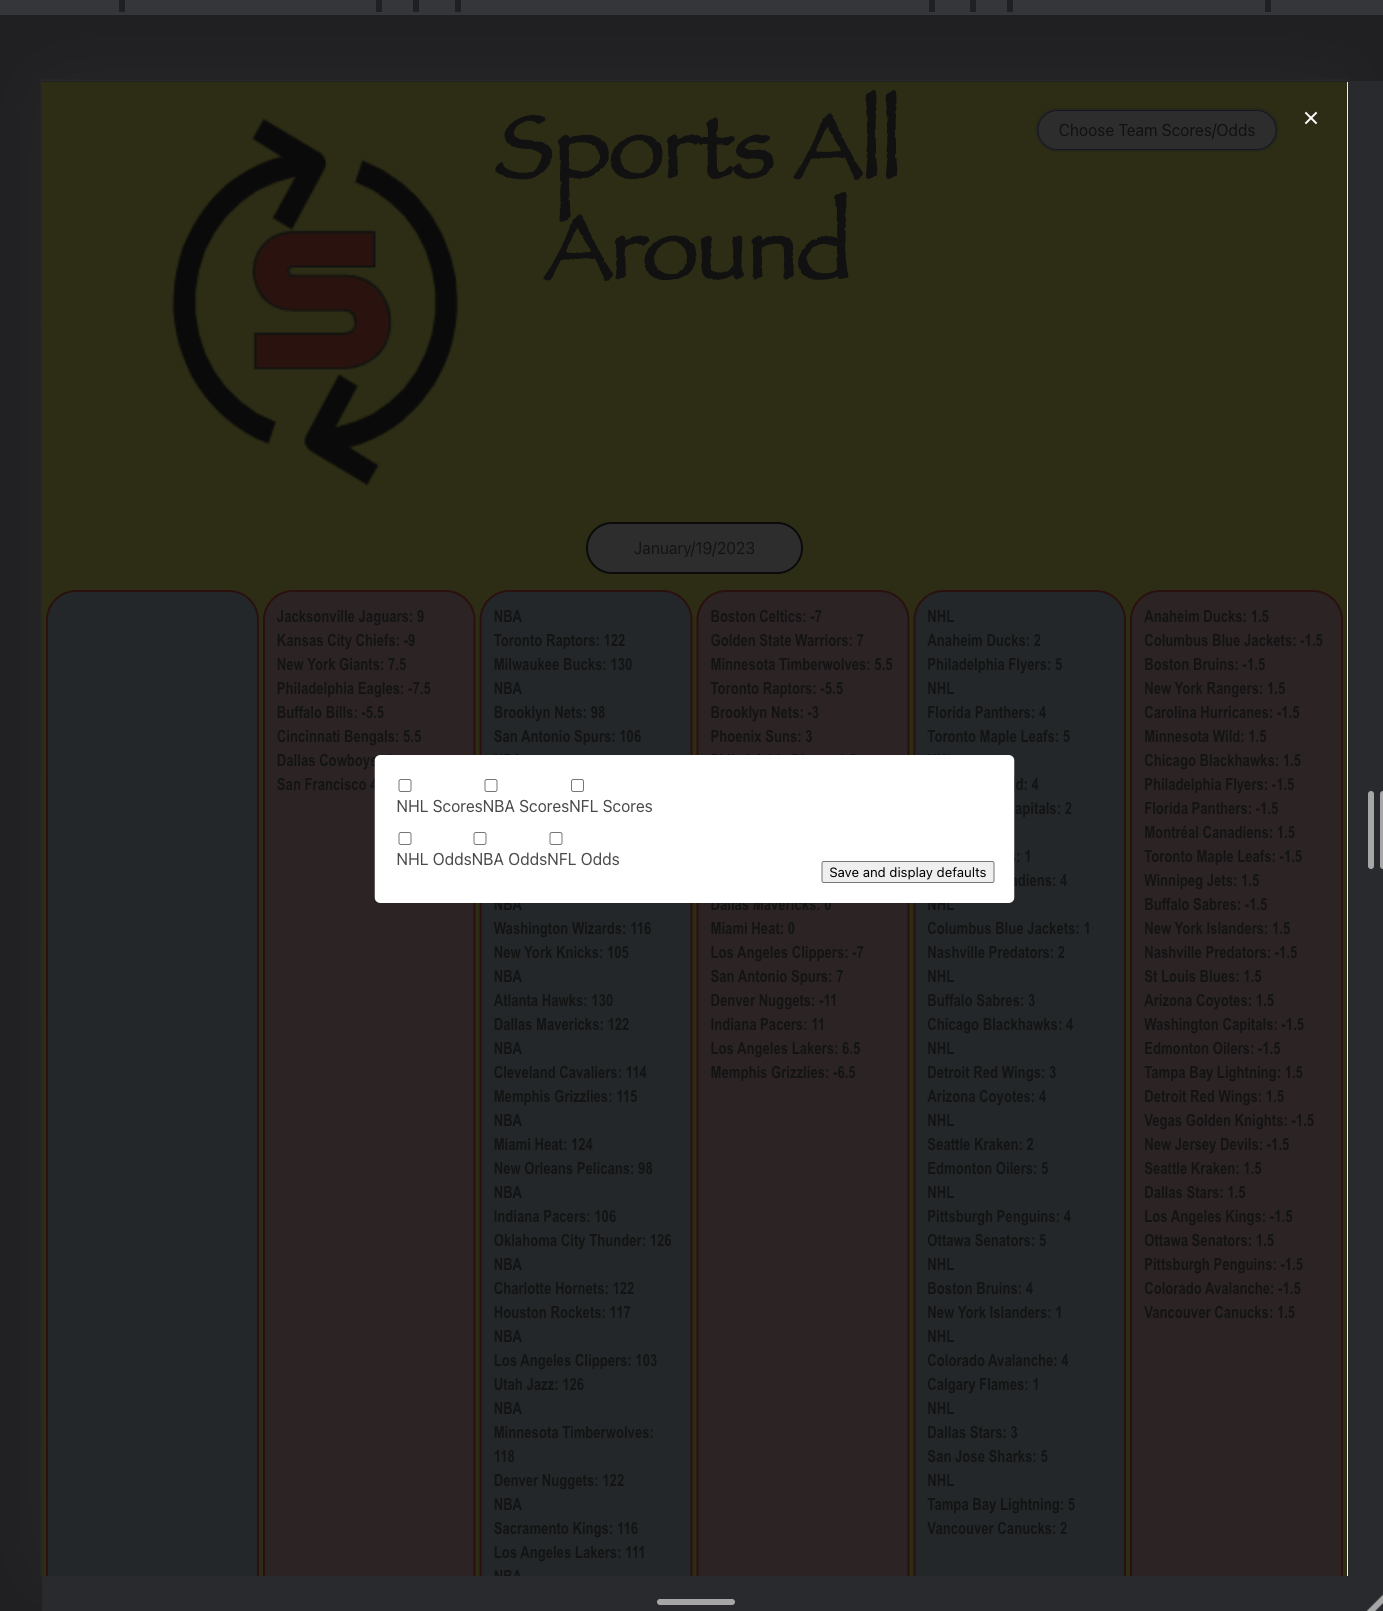 Sports All
Around
Choose Team Scores/Odds
×
S
January/19/2023
Jacksonville Jaguars: 9
Kansas City Chiefs: -9
New York Giants: 7.5
Philadelphia Eagles: -7.5
Buffalo Bills: -5.5
Cincinnati Bengals: 5.5
Dallas Cowboys
San Francisco
NBA
Toronto Raptors: 122
Milwaukee Bucks: 130
NBA
Brooklyn Nets: 98
San Antonio Spurs: 106
NBA
Washington Wizards: 116
New York Knicks: 105
NBA
Atlanta Hawks: 130
Dallas Mavericks: 122
NBA
Cleveland Cavaliers: 114
Memphis Grizzlies: 115
NBA
Miami Heat: 124
New Orleans Pelicans: 98
NBA
Indiana Pacers: 106
Oklahoma City Thunder: 126
NBA
Charlotte Hornets: 122
Houston Rockets: 117
NBA
Los Angeles Clippers: 103
Utah Jazz: 126
NBA
Minnesota Timberwolves:
118
Denver Nuggets: 122
NBA
Sacramento Kings: 116
Los Angeles Lakers: 111
NBA
Boston Celtics: -7
Golden State Warriors: 7
Minnesota Timberwolves: 5.5
Toronto Raptors: -5.5
Brooklyn Nets: -3
Phoenix Suns: 3
Dallas Mavericks: 0
Miami Heat: 0
Los Angeles Clippers: -7
San Antonio Spurs: 7
Denver Nuggets: -11
Indiana Pacers: 11
Los Angeles Lakers: 6.5
Memphis Grizzlies: -6.5
NHL
Anaheim Ducks: 2
Philadelphia Flyers: 5
NHL
Florida Panthers: 4
Toronto Maple Leafs: 5
d: 4
apitals: 2
: 1
diens: 4
NHL
Columbus Blue Jackets: 1
Nashville Predators: 2
NHL
Buffalo Sabres: 3
Chicago Blackhawks: 4
NHL
Detroit Red Wings: 3
Arizona Coyotes: 4
NHL
Seattle Kraken: 2
Edmonton Oilers: 5
NHL
Pittsburgh Penguins: 4
Ottawa Senators: 5
NHL
Boston Bruins: 4
New York Islanders: 1
NHL
Colorado Avalanche: 4
Calgary Flames: 1
NHL
Dallas Stars: 3
San Jose Sharks: 5
NHL
Tampa Bay Lightning: 5
Vancouver Canucks: 2
Anaheim Ducks: 1.5
Columbus Blue Jackets: -1.5
Boston Bruins: -1.5
New York Rangers: 1.5
Carolina Hurricanes: -1.5
Minnesota Wild: 1.5
Chicago Blackhawks: 1.5
Philadelphia Flyers: -1.5
Florida Panthers: -1.5
Montréal Canadiens: 1.5
Toronto Maple Leafs: -1.5
Winnipeg Jets: 1.5
Buffalo Sabres: -1.5
New York Islanders: 1.5
Nashville Predators: -1.5
St Louis Blues: 1.5
Arizona Coyotes: 1.5
Washington Capitals: -1.5
Edmonton Oilers: -1.5
Tampa Bay Lightning: 1.5
Detroit Red Wings: 1.5
Vegas Golden Knights: -1.5
New Jersey Devils: -1.5
Seattle Kraken: 1.5
Dallas Stars: 1.5
Los Angeles Kings: -1.5
Ottawa Senators: 1.5
Pittsburgh Penguins: -1.5
Colorado Avalanche: -1.5
Vancouver Canucks: 1.5
NHL ScoresNBA ScoresNFL Scores
NHL OddsNBA OddsNFL Odds
Save and display defaults